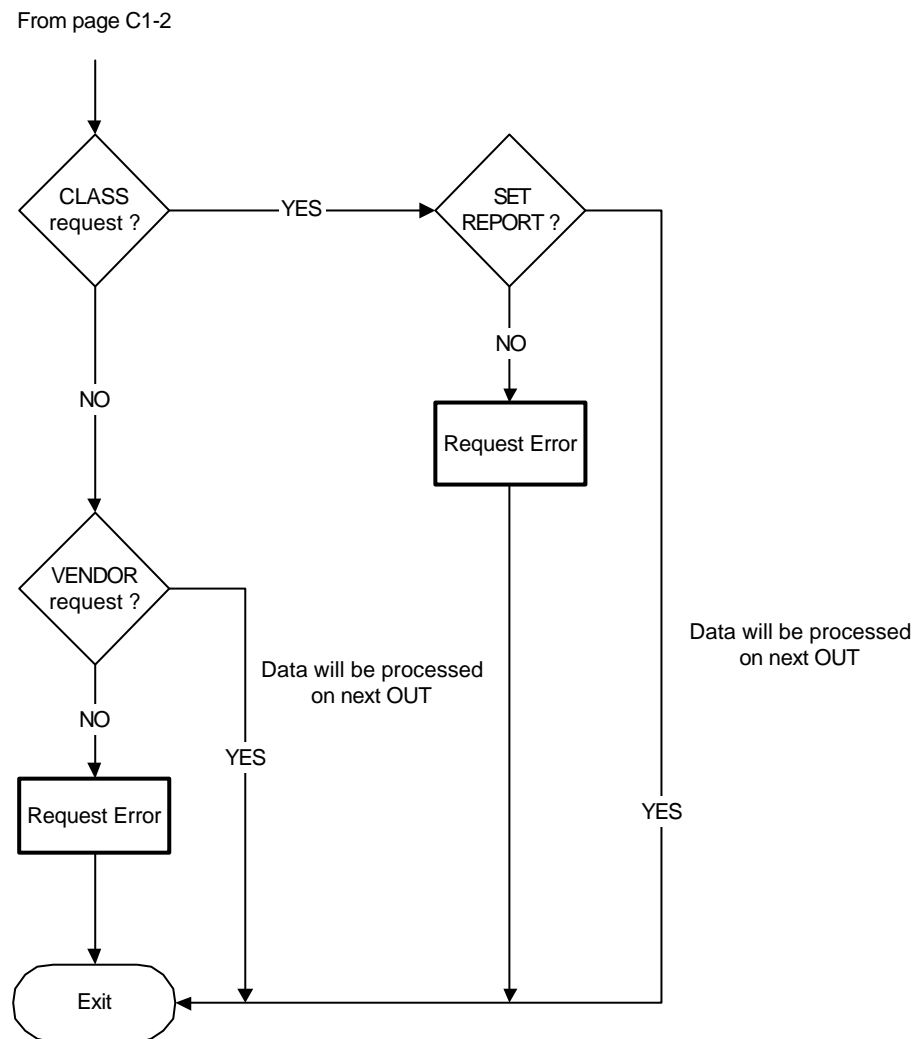 From page C1-2
CLASS
request ?
YES
SET
REPORT ?
NO
NO
Request Error
VENDOR
request ?
Data will be processed
on next OUT
Data will be processed
on next OUT
NO
YES
Request Error
YES
Exit